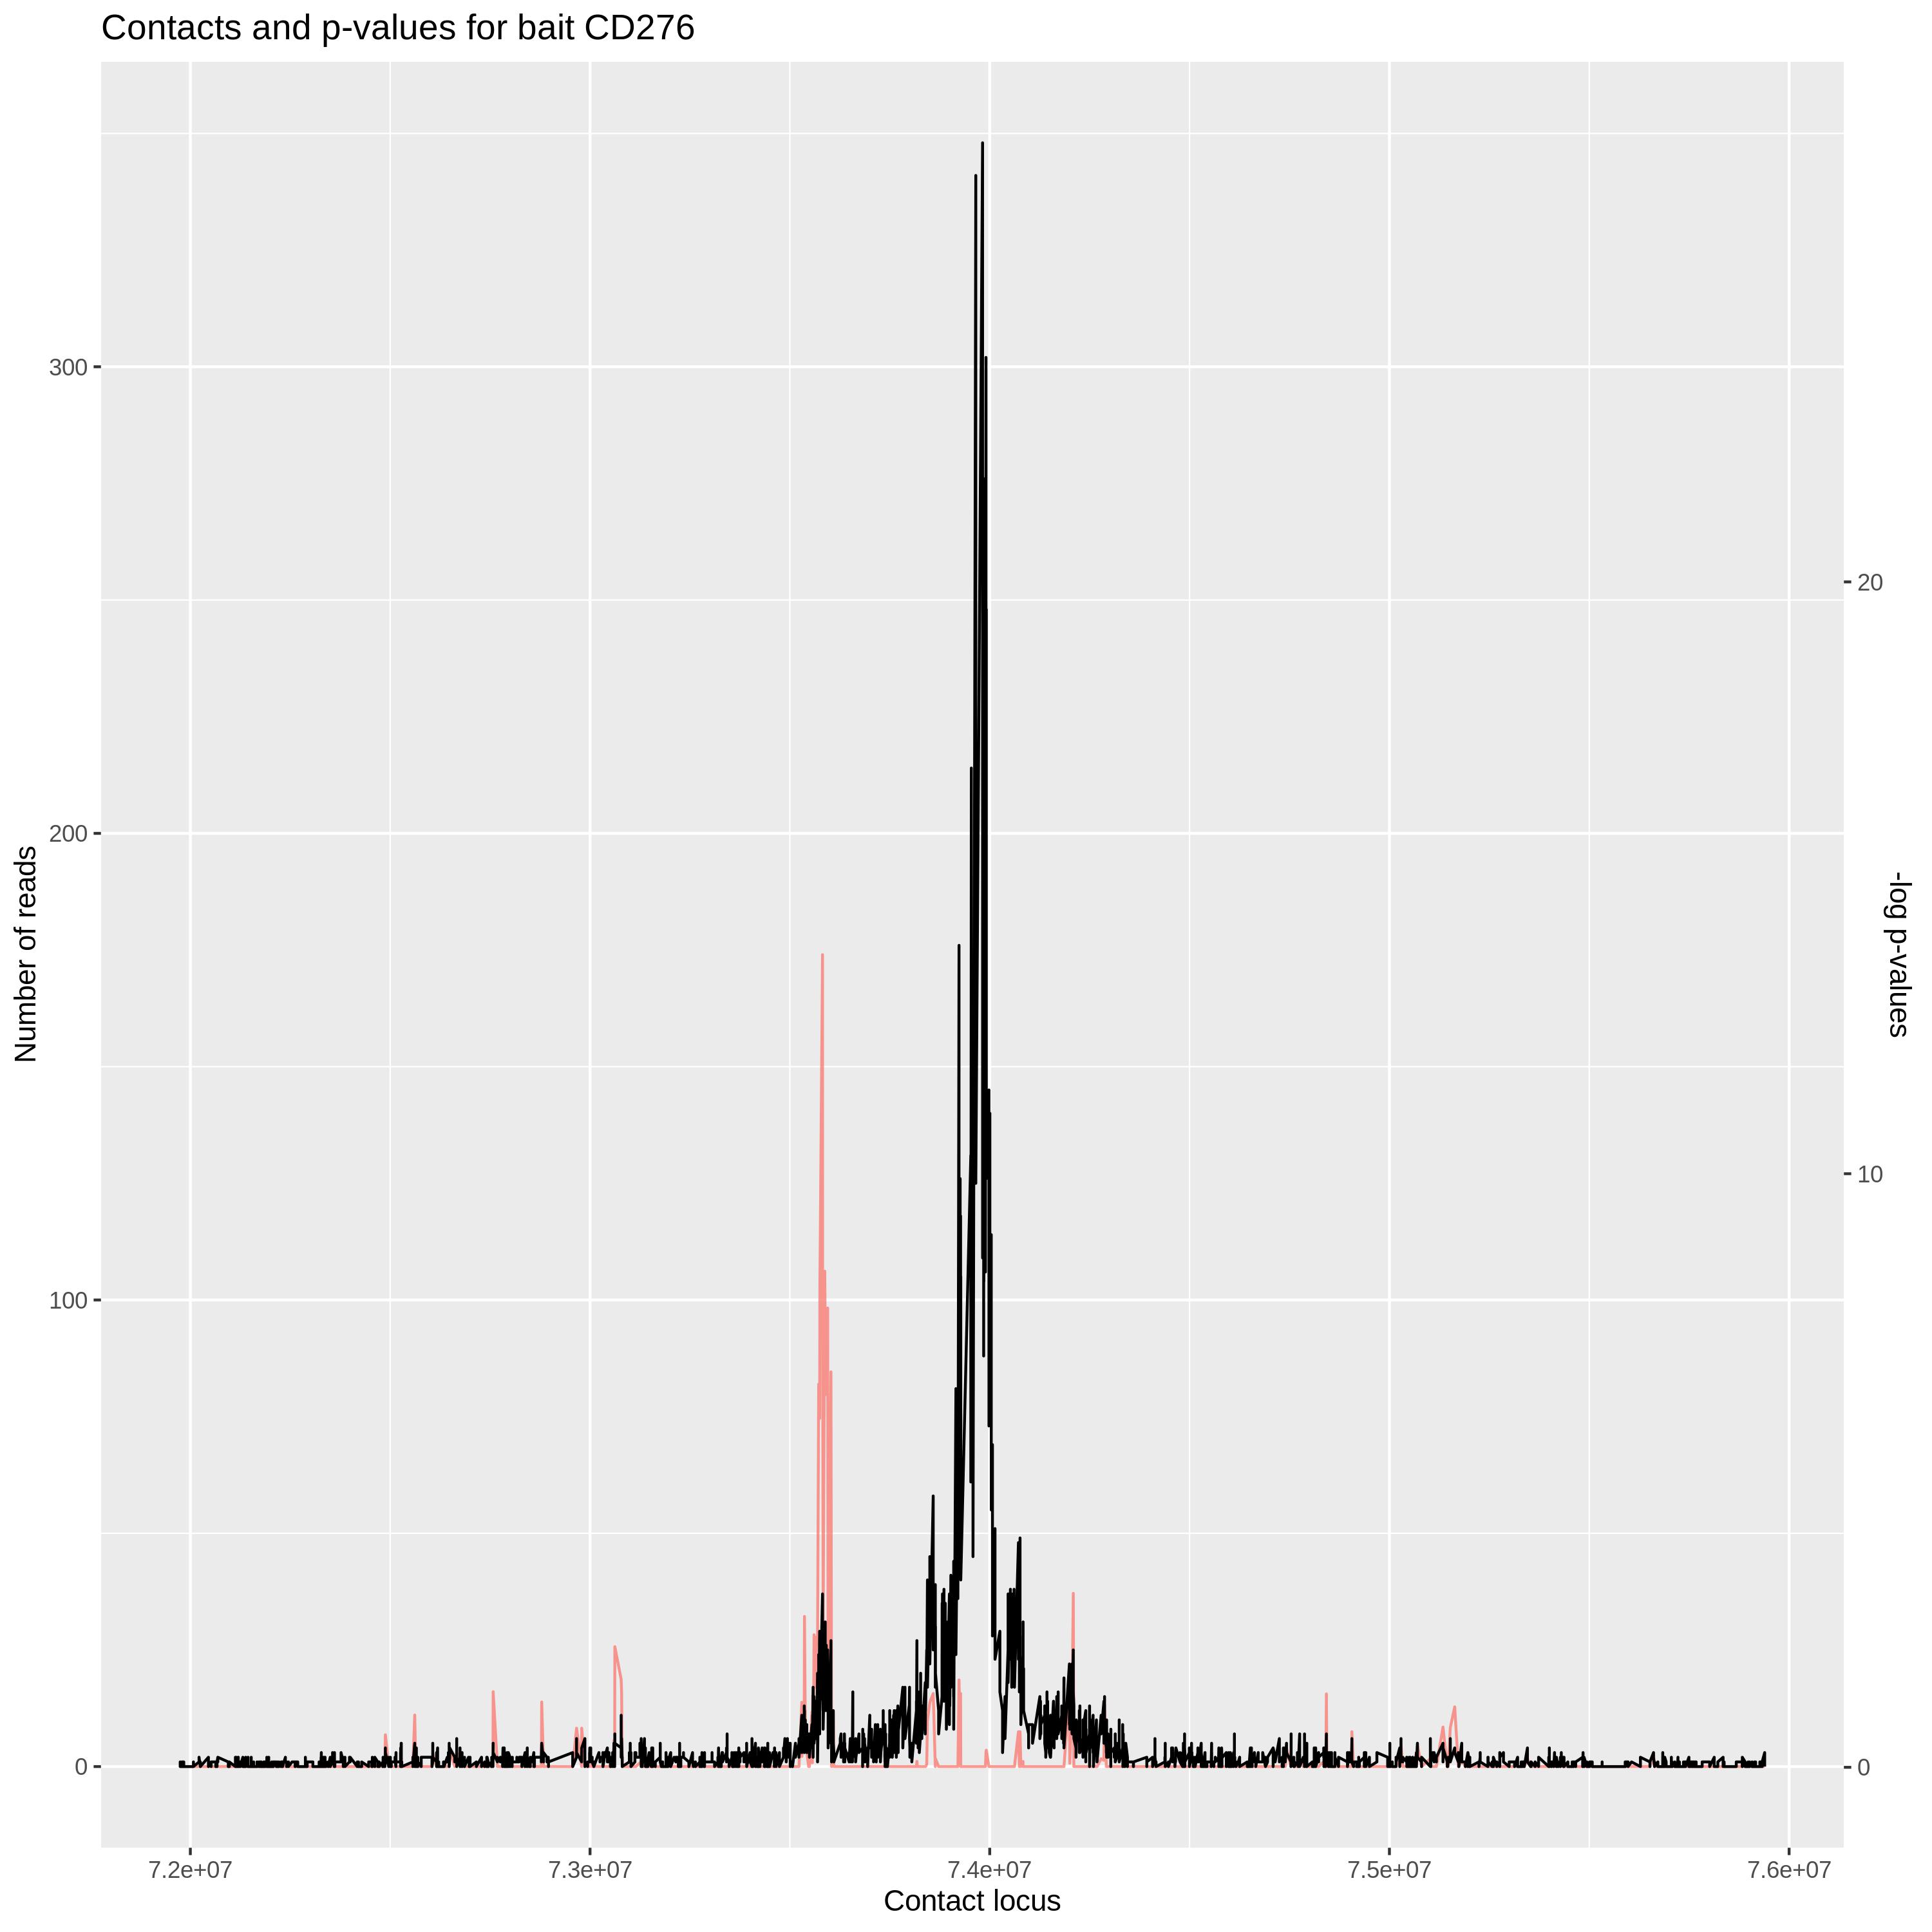 Contacts and p-values for bait CD276
300
200
100
0
Number of reads
20
10
0
-log p-values
7.2e+07
7.3e+07
7.4e+07
7.5e+07
7.6e+07
Contact locus